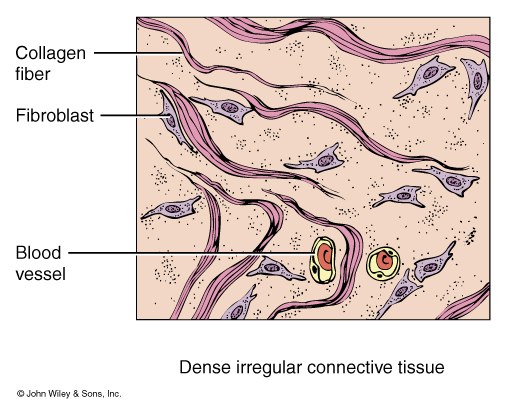 Collagen
fiber
Fibroblast
Blood
vessel
Dense irregular connective tissue
© John Wiley & Sons, Inc.